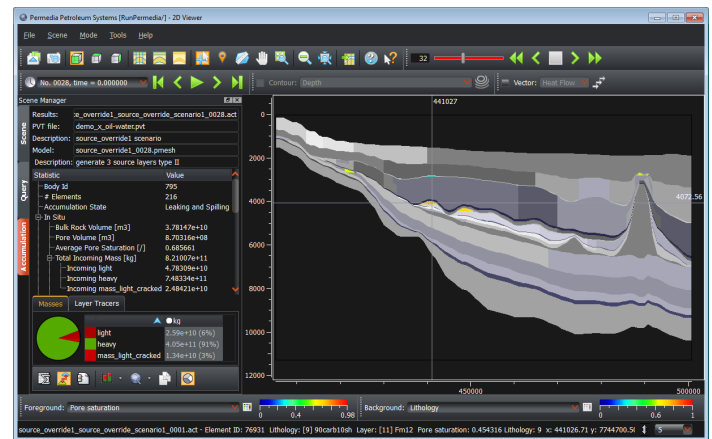 Permedia Petroleum Systems [RunPermedia/] - 2D Viewer
File Scene Mode Tools Help
32
No. 0028, time = 0.000000
Contour: Depth
Vector: Heat Flow
Scene Manager
Scene
Query
Accumulation
Results: :e_override1_source_override_scenario1_0028.act
PVT file: demo_x_oil-water.pvt
Description: source_override1 scenario
Model: source_override1_0028.pmesh
Description: generate 3 source layers type II
Statistic Value
Body Id 795
# Elements 216
Accumulation State Leaking and Spilling
In Situ
Bulk Rock Volume [m3] 3.78147e+10
Pore Volume [m3] 8.70316e+08
Average Pore Saturation [/] 0.685661
Total Incoming Mass [kg] 8.21007e+11
Incoming light 4.78309e+10
Incoming heavy 7.48334e+11
Incoming mass_light_cracked 2.48421e+10
Masses Layer Tracers
kg
light 2.59e+10 (6%)
heavy 4.05e+11 (91%)
mass_light_cracked 1.34e+10 (3%)
441027
4072.56
0
2000
4000
6000
8000
10000
12000
450000
500000
Foreground: Pore saturation
0 0.4 0.98
Background: Lithology
0 0.6 1
source_override_source_override_scenario1_0001.act - Element ID: 76931 Lithology: [9] 90carb10sh Layer: [11] Fm12 Pore saturation: 0.454316 Lithology: 9 x: 441026.71 y: 7744700.5 5